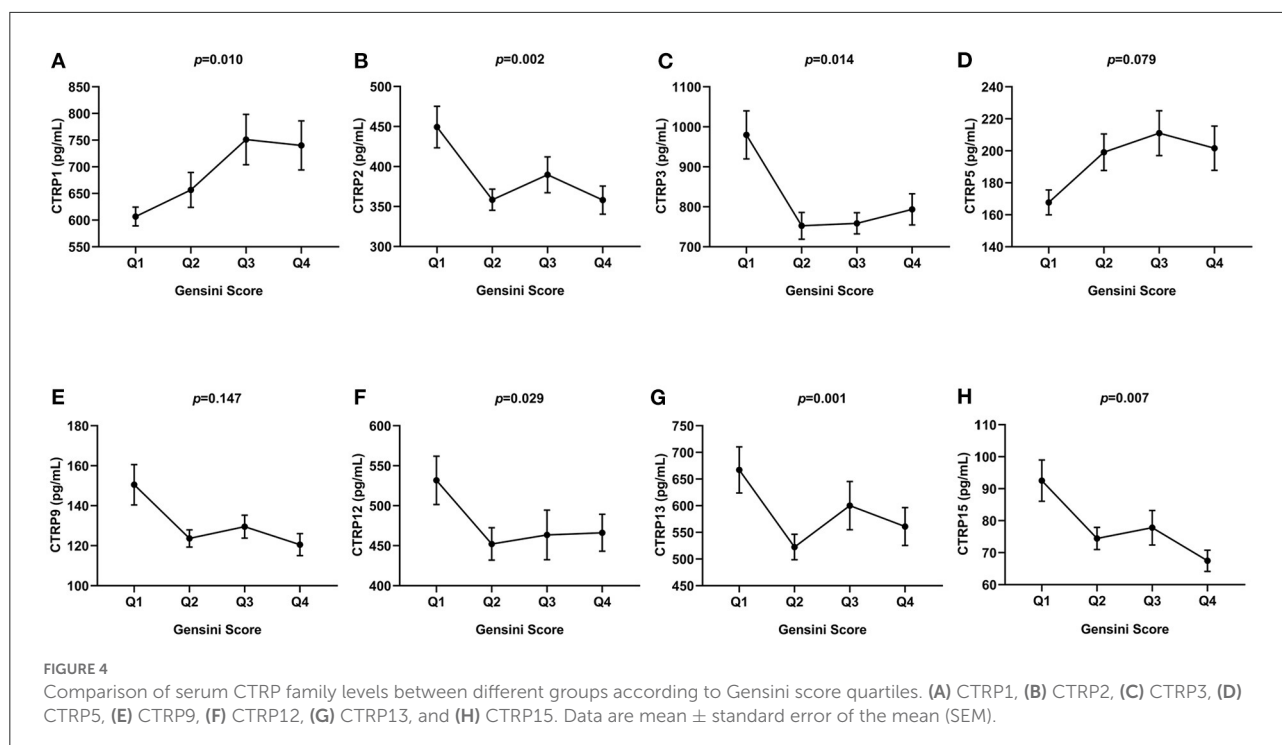 A
p=0.010
CTRP1 (pg/mL)
850
800
750
700
650
600
550
Q1 Q2 Q3 Q4
Gensini Score
B
p=0.002
CTRP2 (pg/mL)
500
450
400
350
300
Q1 Q2 Q3 Q4
Gensini Score
C
p=0.014
CTRP3 (pg/mL)
1100
1000
900
800
700
Q1 Q2 Q3 Q4
Gensini Score
D
p=0.079
CTRP5 (pg/mL)
240
220
200
180
160
140
Q1 Q2 Q3 Q4
Gensini Score
E
p=0.147
CTRP9 (pg/mL)
180
160
140
120
100
Q1 Q2 Q3 Q4
Gensini Score
F
p=0.029
CTRP12 (pg/mL)
600
550
500
450
400
Q1 Q2 Q3 Q4
Gensini Score
G
p=0.001
CTRP13 (pg/mL)
750
700
650
600
550
500
450
Q1 Q2 Q3 Q4
Gensini Score
H
p=0.007
CTRP15 (pg/mL)
110
100
90
80
70
60
Q1 Q2 Q3 Q4
Gensini Score
FIGURE 4
Comparison of serum CTRP family levels between different groups according to Gensini score quartiles. (A) CTRP1, (B) CTRP2, (C) CTRP3, (D)
CTRP5, (E) CTRP9, (F) CTRP12, (G) CTRP13, and (H) CTRP15. Data are mean ± standard error of the mean (SEM).